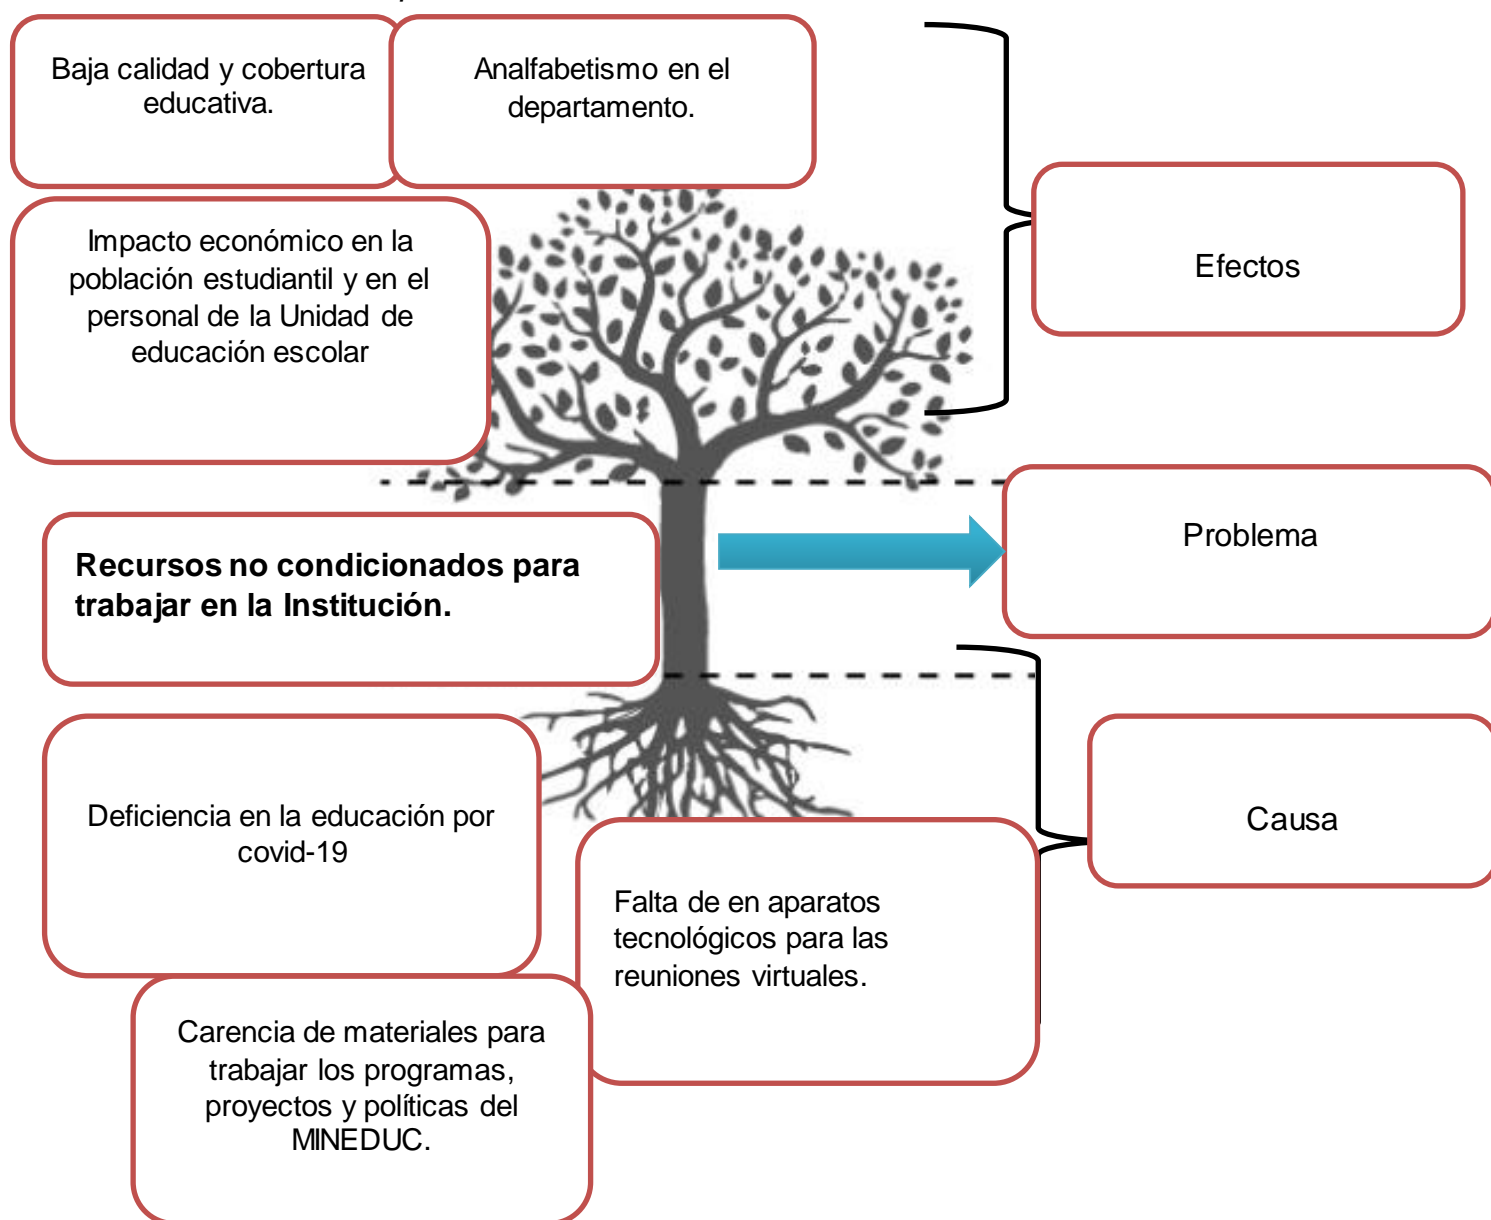 Baja calidad y cobertura
educativa.
Analfabetismo en el
departamento.
Impacto económico en la
población estudiantil y en el
personal de la Unidad de
educación escolar
Efectos
Problema
Recursos no condicionados para
trabajar en la Institución.
Deficiencia en la educación por
covid-19
Causa
Falta de en aparatos
tecnológicos para las
reuniones virtuales.
Carencia de materiales para
trabajar los programas,
proyectos y políticas del
MINEDUC.